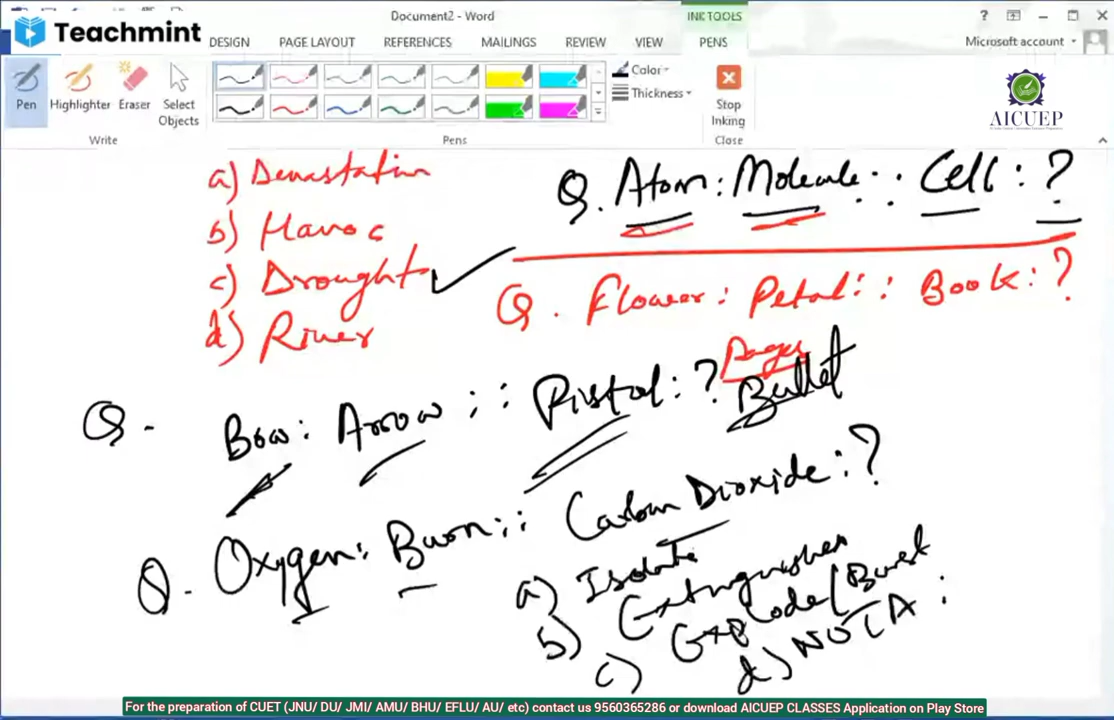 Teachmint
Document2 - Word
INK TOOLS
DESIGN PAGE LAYOUT REFERENCES MAILINGS REVIEW VIEW PENS
Microsoft account
Pen Highlighter Eraser Select Objects
Color
Thickness
Stop Inking
Write Pens Close
AICUEP
a) Devastation
b) Havoc
c) Drought
d) River
Q. Atom : Molecule :: Cell : ?
Q. Flower : Petal :: Book : ?
Pages
Q. Bow : Arrow :: Pistol : ? Bullet
Q. Oxygen : Burn :: Carbon Dioxide : ?
a) Isolate
b) Extinguisher
c) Explode/Burst
d) NOTA
For the preparation of CUET (JNU/ DU/ JMI/ AMU/ BHU/ EFLU/ AU/ etc) contact us 9560365286 or download AICUEP CLASSES Application on Play Store